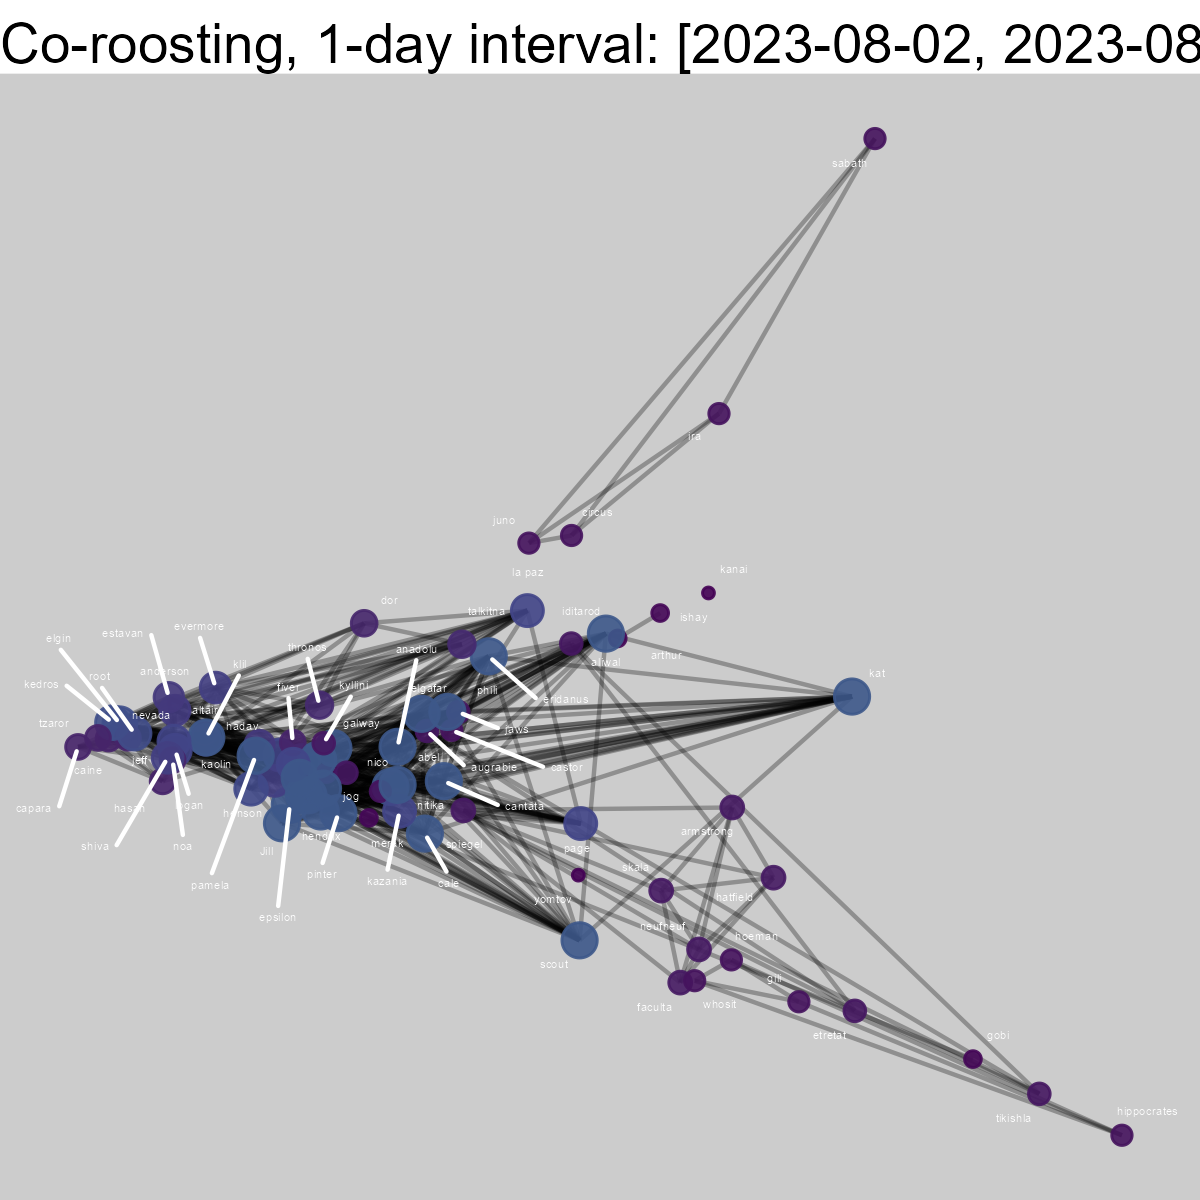 Co-roosting, 1-day interval: [2023-08-02, 2023-08
sabath
ira
circus
juno
la paz
kanai
dor
talkitna
iditarod
ishay
evermore
estavan
elgin
thronos
anadolu
arthur
aliwal
kat
root
anderson
klil
kedros
fiver
kyllini
elgafar
phili
eridanus
nevada
altair
tzaror
hadav
galway
jaws
jeff
kaolin
nico
abel
augrabie
castor
caine
capara
hasan
logan
henson
jog
nitika
cantata
shiva
noa
Jill
hendrix
merak
spiegel
page
armstrong
pamela
pinter
kazania
cale
skala
hatfield
epsilon
yomtov
neufneuf
hoeman
scout
gili
faculta
whosit
etretat
gobi
tikishla
hippocrates